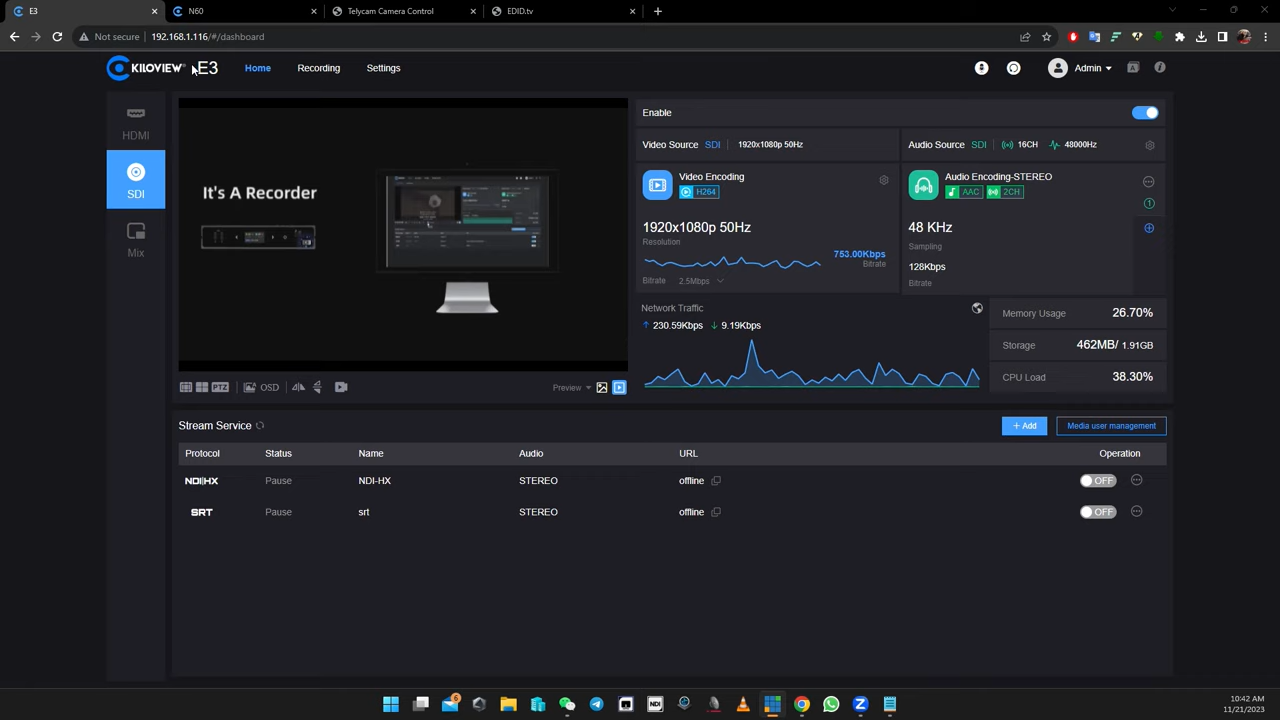 E3
N60
Telycam Camera Control
EDID.tv
Not secure
192.168.1.116/#/dashboard
KILOVIEW
E3
Home
Recording
Settings
Admin
HDMI
SDI
Mix
It's A Recorder
OSD
Preview
PTZ
Enable
Video Source SDI 1920x1080p 50Hz
Audio Source SDI 16CH 48000Hz
Video Encoding
H264
Audio Encoding-STEREO
AAC 2CH
1
1920x1080p 50Hz
Resolution
753.00Kbps
Bitrate
Bitrate 2.5Mbps
48 KHz
Sampling
128Kbps
Bitrate
Network Traffic
230.59Kbps 9.19Kbps
Memory Usage 26.70%
Storage 462MB/ 1.91GB
CPU Load 38.30%
Stream Service
+ Add
Media user management
Protocol Status Name Audio URL Operation
NDI|HX Pause NDI-HX STEREO offline OFF
SRT Pause srt STEREO offline OFF
6
NDI
10:42 AM
11/21/2023